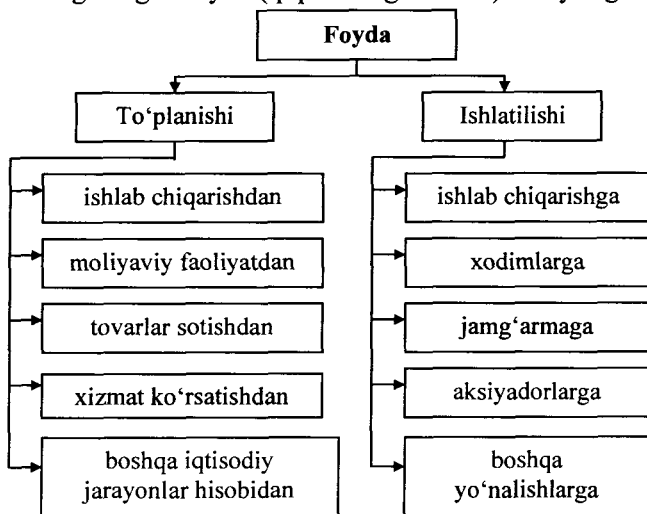 Foyda
To‘planishi
Ishlatilishi
ishlab chiqarishdan
ishlab chiqarishga
moliyaviy faoliyatdan
xodimlarga
tovarlar sotishdan
jamg‘armaga
xizmat ko‘rsatishdan
aksiyadorlarga
boshqa iqtisodiy
jarayonlar hisobidan
boshqa
yo‘nalishlarga